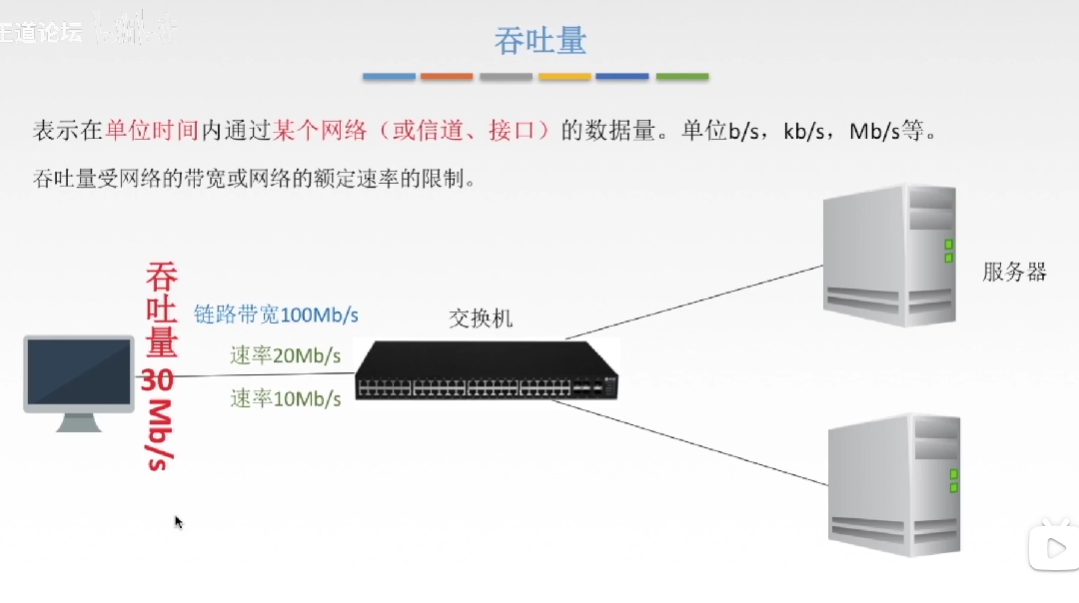 王道论坛
吞吐量
表示在单位时间内通过某个网络（或信道、接口）的数据量。单位b/s，kb/s，Mb/s等。
吞吐量受网络的带宽或网络的额定速率的限制。
服务器
吞吐量30Mb/s
链路带宽100Mb/s
交换机
速率20Mb/s
速率10Mb/s